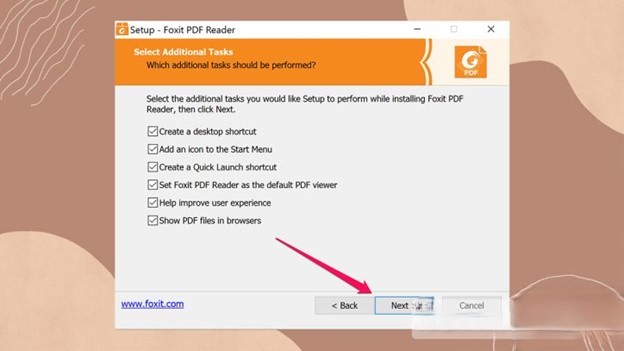 Setup - Foxit PDF Reader
Select Additional Tasks
Which additional tasks should be performed?
PDF
Select the additional tasks you would like Setup to perform while installing Foxit PDF
Reader, then click Next.
Create a desktop shortcut
Add an icon to the Start Menu
Create a Quick Launch shortcut
Set Foxit PDF Reader as the default PDF viewer
Help improve user experience
Show PDF files in browsers
www.foxit.com
< Back
Next
Cancel